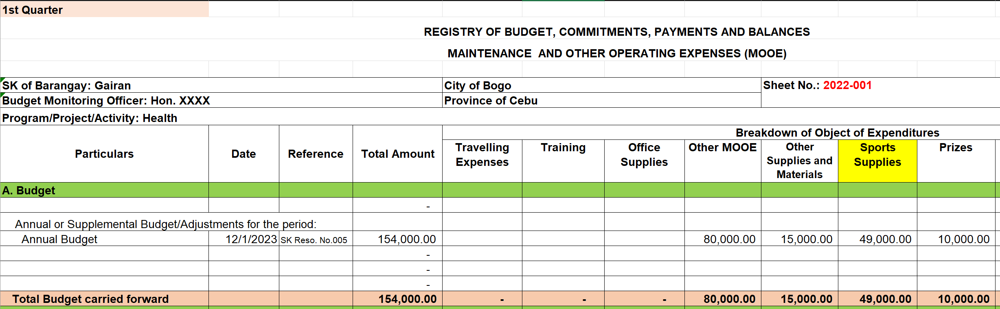 1st Quarter
REGISTRY OF BUDGET, COMMITMENTS, PAYMENTS AND BALANCES
MAINTENANCE  AND OTHER OPERATING EXPENSES (MOOE)
SK of Barangay: Gairan City of Bogo Sheet No.: 2022-001
Budget Monitoring Officer: Hon. XXXX Province of Cebu
Program/Project/Activity: Health
Breakdown of Object of Expenditures
Particulars Date Reference Total Amount Travelling Expenses Training Office Supplies Other MOOE Other Supplies and Materials Sports Supplies Prizes
A. Budget
-
Annual or Supplemental Budget/Adjustments for the period:
Annual Budget 12/1/2023 SK Reso. No.005 154,000.00 80,000.00 15,000.00 49,000.00 10,000.00
-
-
-
Total Budget carried forward 154,000.00 - - - 80,000.00 15,000.00 49,000.00 10,000.00